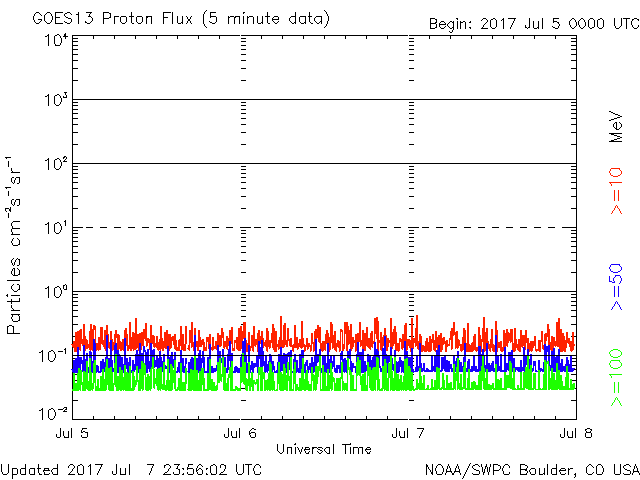 GOES13 Proton Flux (5 minute data)
Begin: 2017 Jul 5 0000 UTC
Particles cm⁻²s⁻¹sr⁻¹
10⁴
10³
10²
10¹
10⁰
10⁻¹
10⁻²
Jul 5
Jul 6
Jul 7
Jul 8
Universal Time
MeV
>=10
>=50
>=100
Updated 2017 Jul 7 23:56:02 UTC
NOAA/SWPC Boulder, CO USA